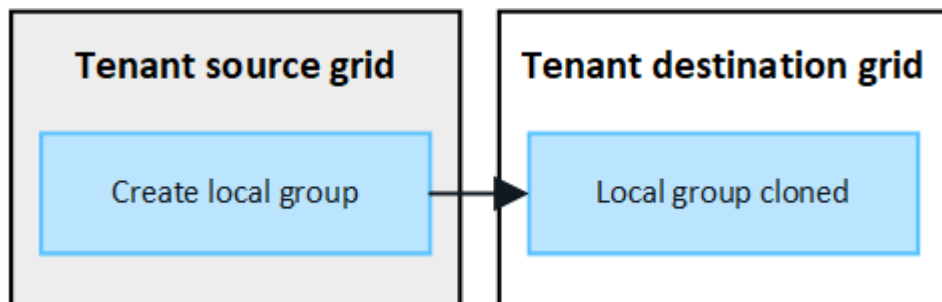 Tenant source grid
Create local group
Tenant destination grid
Local group cloned